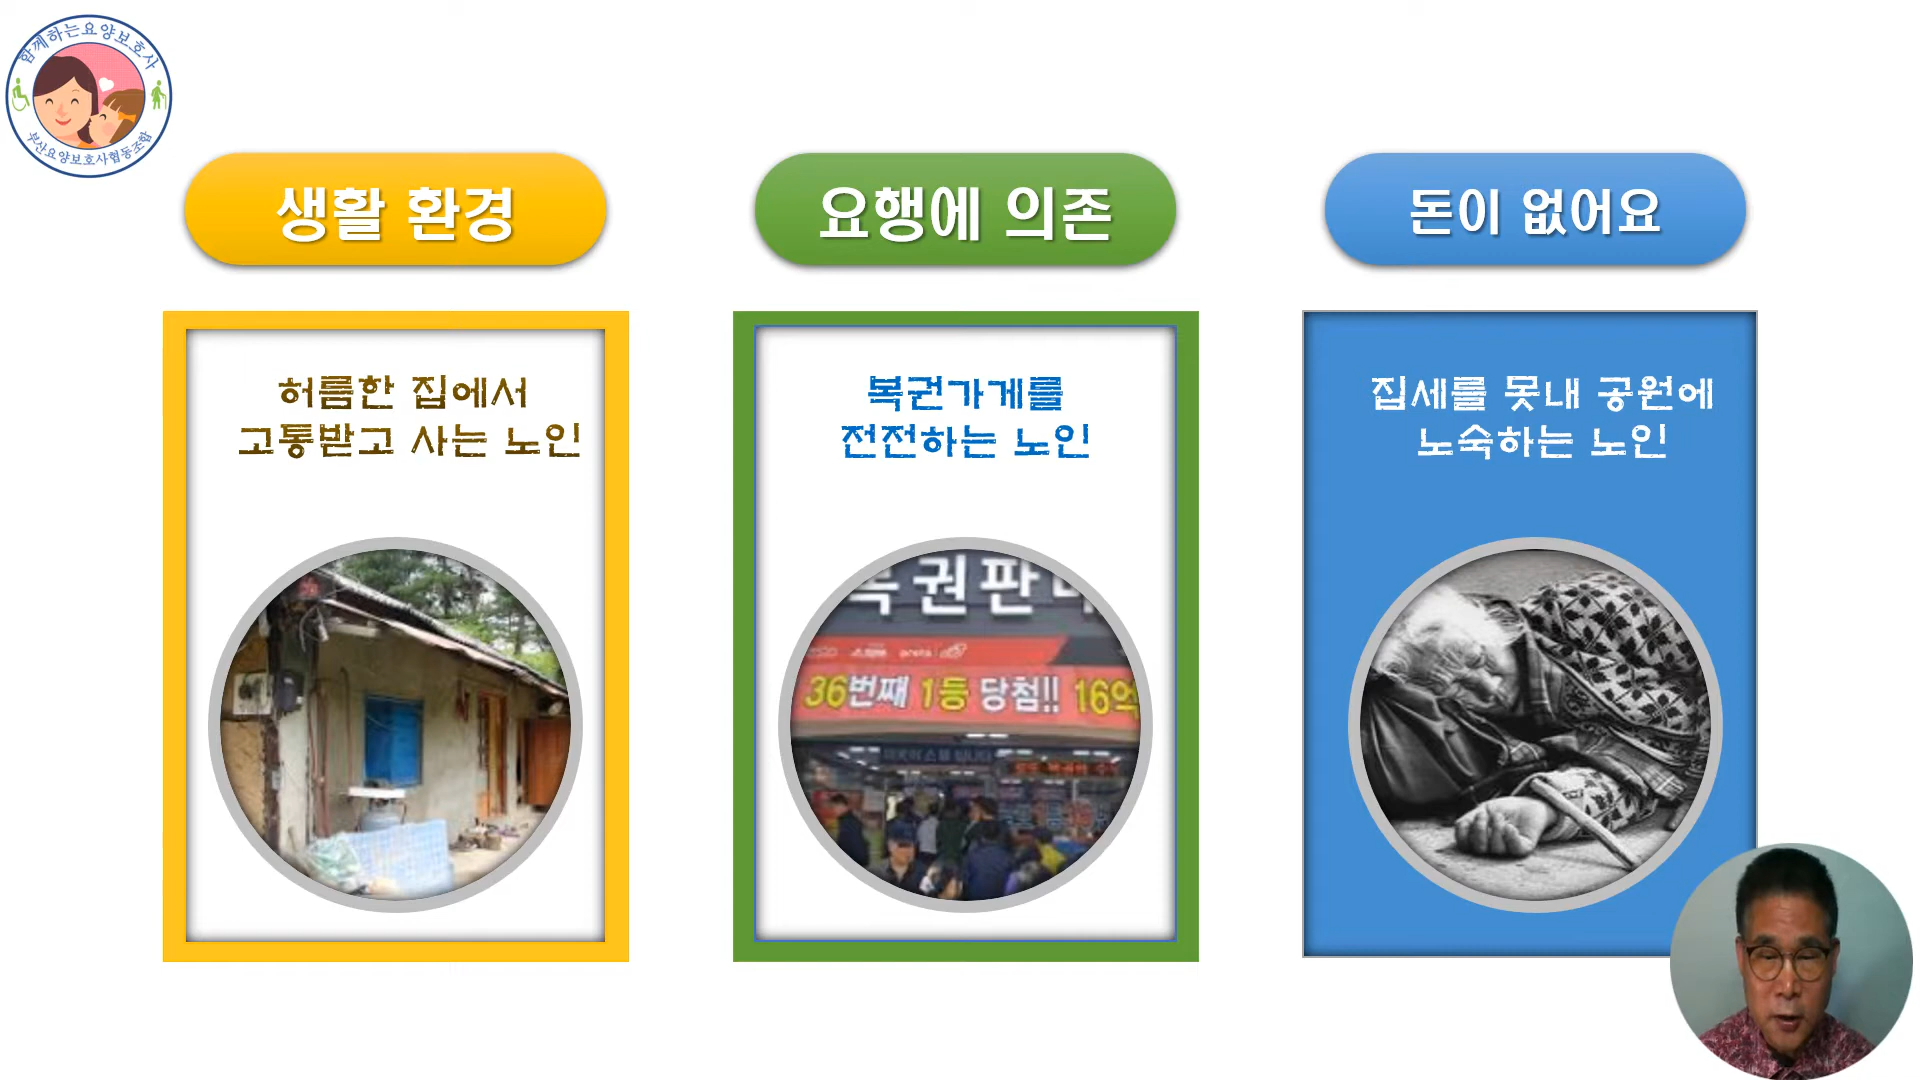 함께하는요양보호사
부산요양보호사협동조합
생활 환경
허름한 집에서
고통받고 사는 노인
요행에 의존
복권가게를
전전하는 노인
권판
36번째 1등 당첨!! 16억
돈이 없어요
집세를 못내 공원에
노숙하는 노인